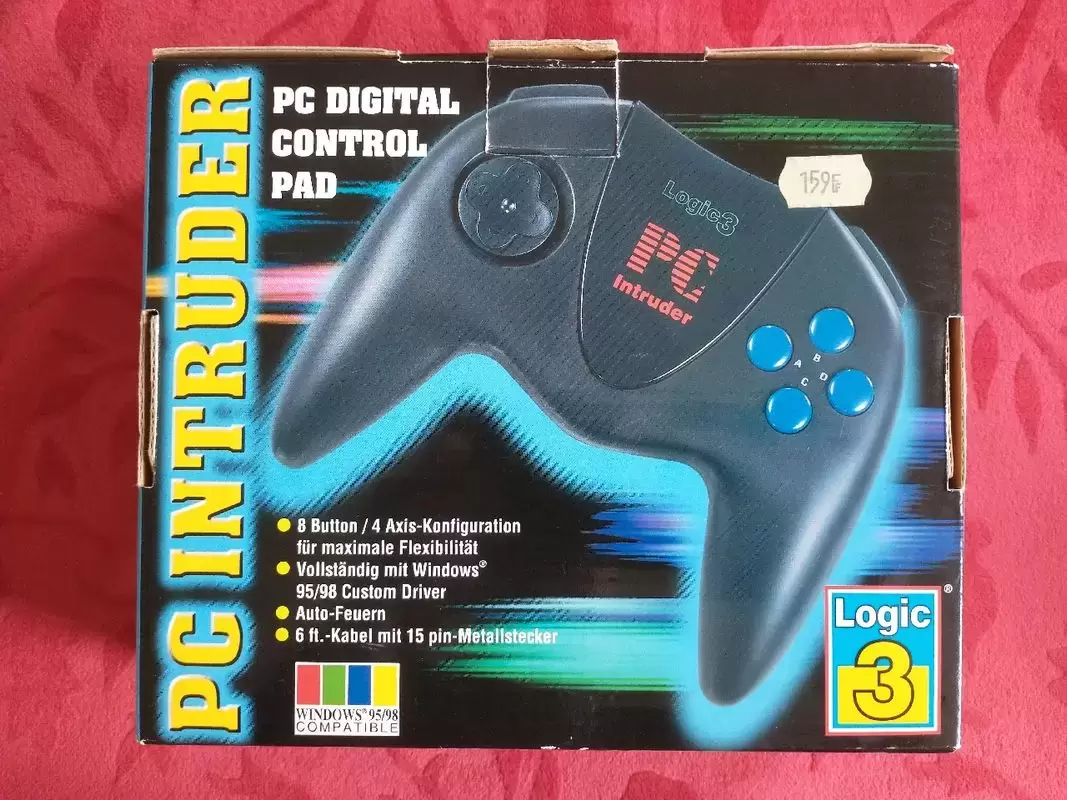 PC INTRUDER
PC DIGITAL
CONTROL
PAD
159F
Logic3
PC
Intruder
B
A
D
C
8 Button / 4 Axis-Konfiguration
für maximale Flexibilität
Vollständig mit Windows®
95/98 Custom Driver
Auto-Feuern
6 ft.-Kabel mit 15 pin-Metallstecker
WINDOWS® 95/98
COMPATIBLE
Logic ®
3